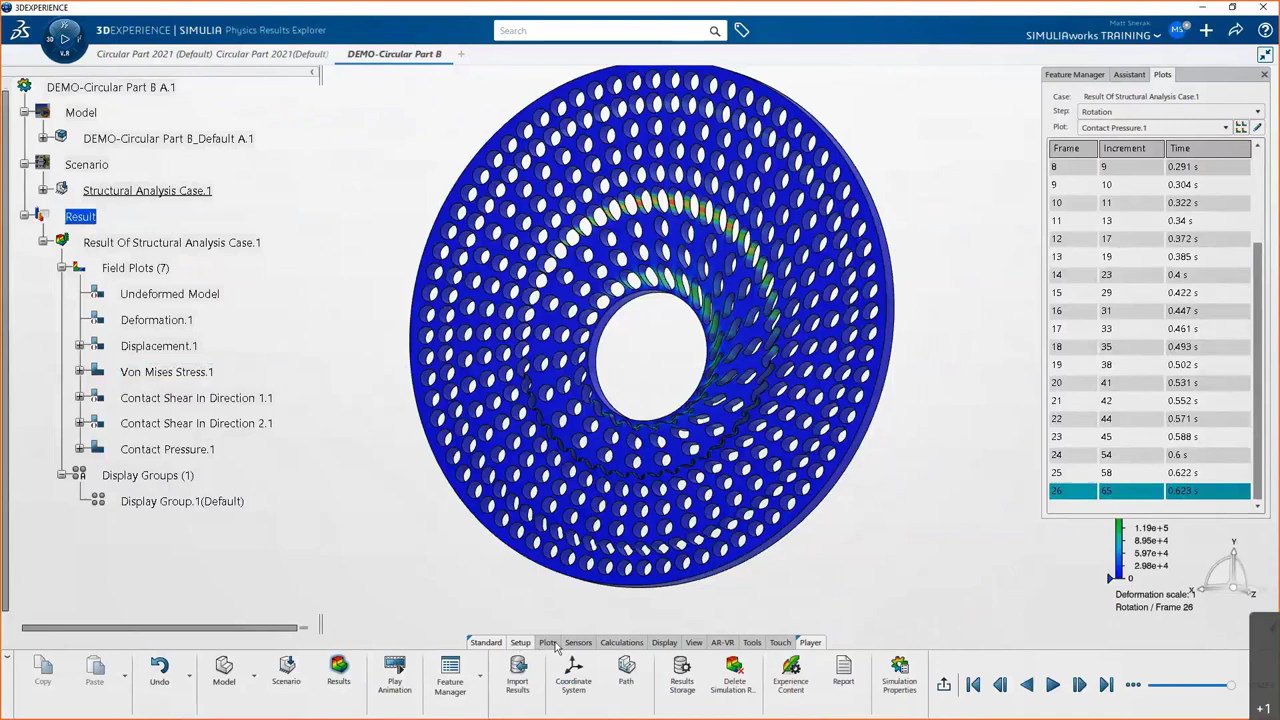 3DEXPERIENCE
3DEXPERIENCE | SIMULIA Physics Results Explorer
Search
Matt Sherak
SIMULIAworks TRAINING
MS
V.R
Circular Part 2021 (Default) Circular Part 2021(Default)
DEMO-Circular Part B
DEMO-Circular Part B A.1
Model
DEMO-Circular Part B_Default A.1
Scenario
Structural Analysis Case.1
Result
Result Of Structural Analysis Case.1
Field Plots (7)
Undeformed Model
Deformation.1
Displacement.1
Von Mises Stress.1
Contact Shear In Direction 1.1
Contact Shear In Direction 2.1
Contact Pressure.1
Display Groups (1)
Display Group.1(Default)
Feature Manager Assistant Plots
Case: Result Of Structural Analysis Case.1
Step: Rotation
Plot: Contact Pressure.1
Frame Increment Time
8 9 0.291 s
9 10 0.304 s
10 11 0.322 s
11 13 0.34 s
12 17 0.372 s
13 19 0.385 s
14 23 0.4 s
15 29 0.422 s
16 31 0.447 s
17 33 0.461 s
18 35 0.493 s
19 38 0.502 s
20 41 0.531 s
21 42 0.552 s
22 44 0.571 s
23 45 0.588 s
24 54 0.6 s
25 58 0.622 s
26 65 0.623 s
1.19e+5
8.95e+4
5.97e+4
2.98e+4
0
Y
X
Z
Deformation scale:
Rotation / Frame 26
Standard Setup Plots Sensors Calculations Display View AR-VR Tools Touch Player
Copy
Paste
Undo
Model
Scenario
Results
Play Animation
Feature Manager
Import Results
Coordinate System
Path
Results Storage
Delete Simulation R...
Experience Content
Report
Simulation Properties
+1